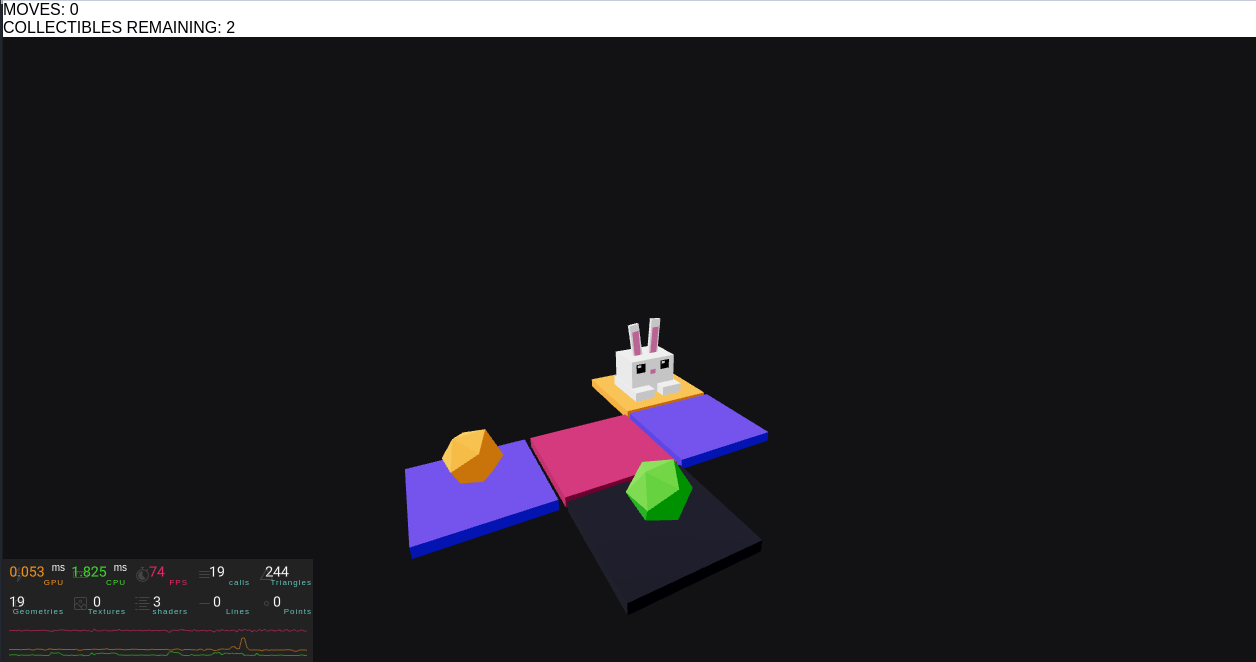 MOVES: 0
COLLECTIBLES REMAINING: 2
0.053 ms GPU 1.825 ms CPU 74 FPS 19 calls 244 Triangles
19 Geometries 0 Textures 3 shaders 0 Lines 0 Points